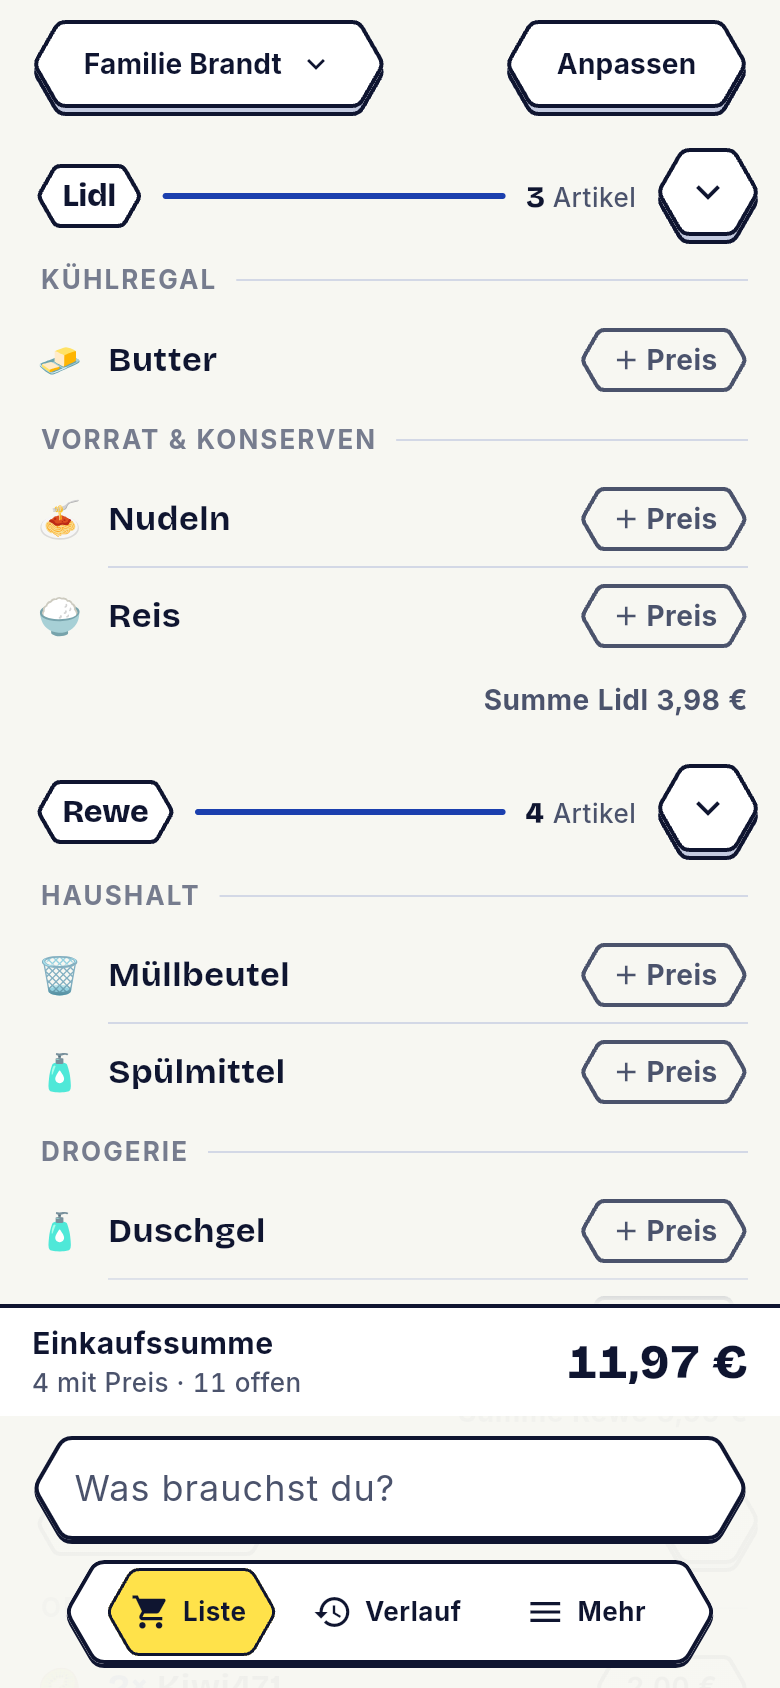 Familie Brandt
Anpassen
Lidl
3 Artikel
KÜHLREGAL
Butter
+ Preis
VORRAT & KONSERVEN
Nudeln
+ Preis
Reis
+ Preis
Summe Lidl 3,98 €
Rewe
4 Artikel
HAUSHALT
Müllbeutel
+ Preis
Spülmittel
+ Preis
DROGERIE
Duschgel
+ Preis
Einkaufssumme
4 mit Preis · 11 offen
11,97 €
Was brauchst du?
Liste
Verlauf
Mehr